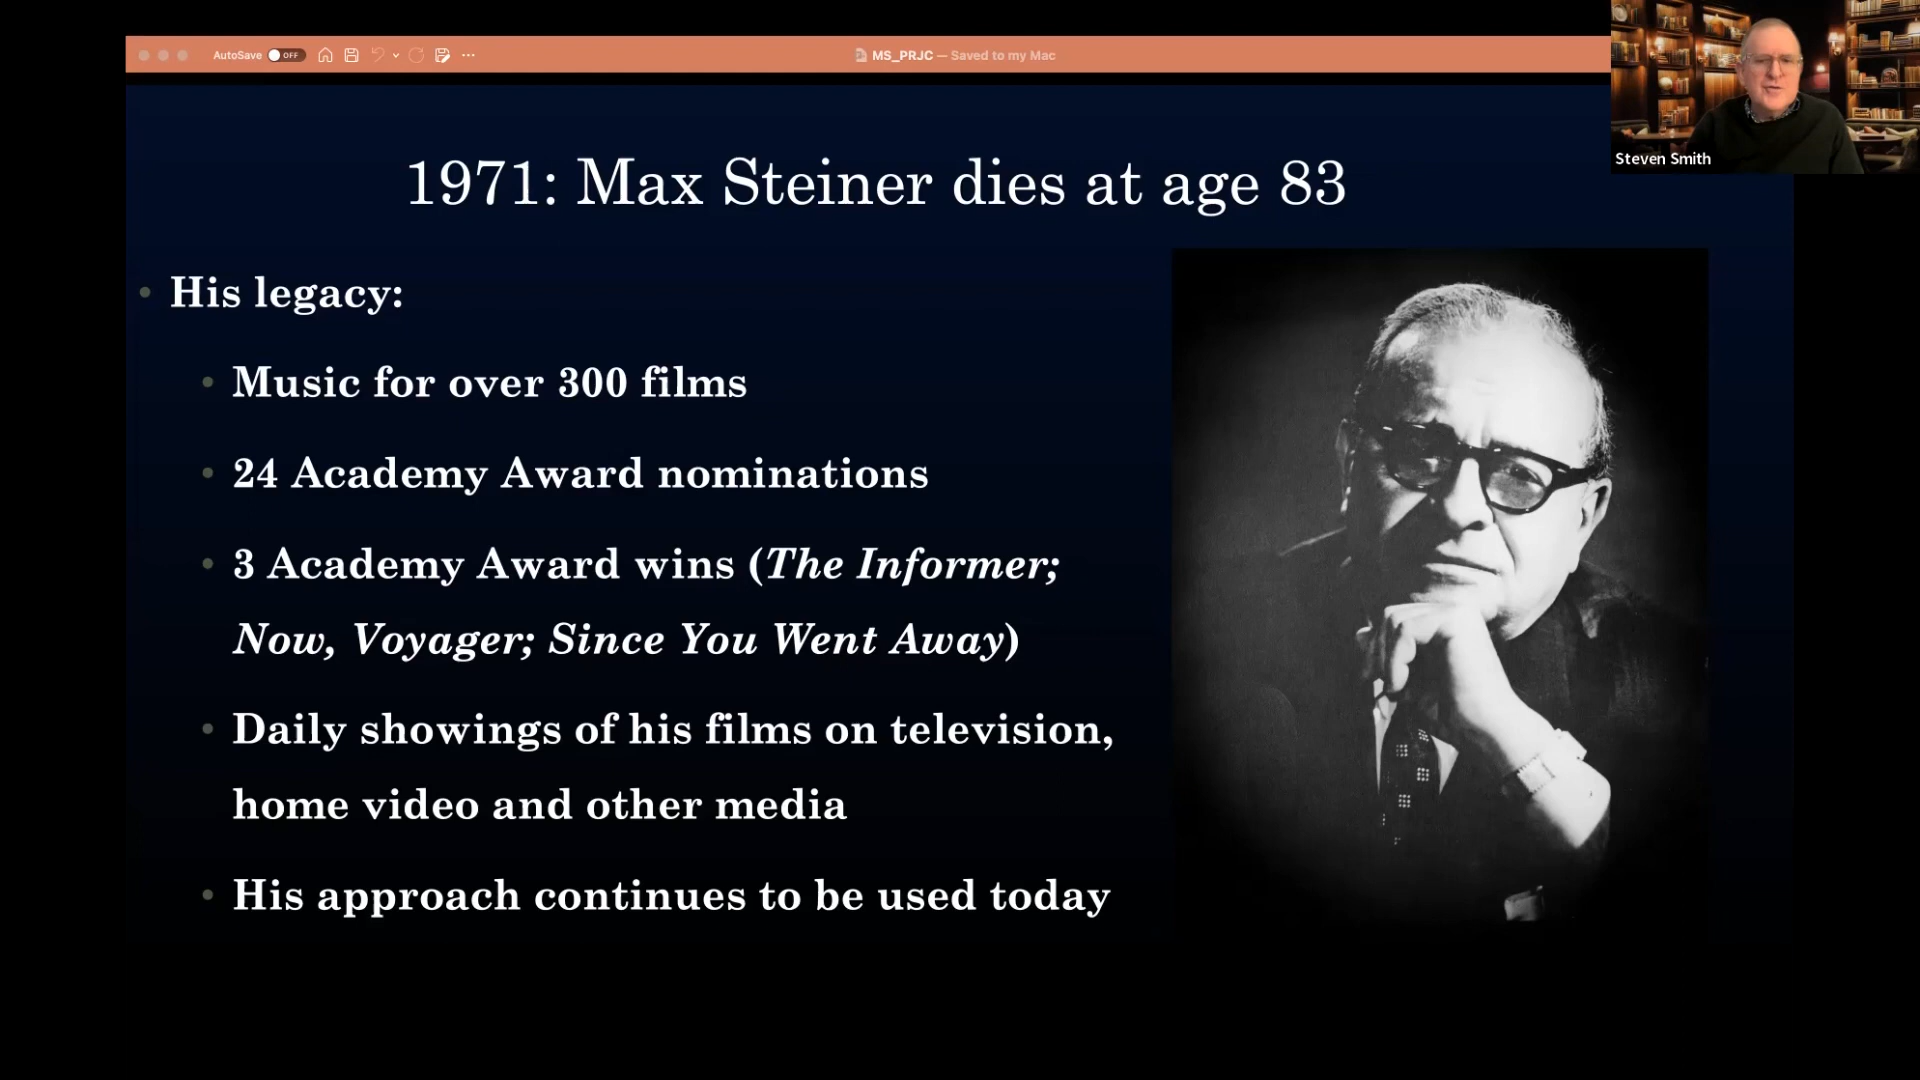 AutoSave OFF
MS_PRJC — Saved to my Mac
Steven Smith
1971: Max Steiner dies at age 83
• His legacy:
• Music for over 300 films
• 24 Academy Award nominations
• 3 Academy Award wins (The Informer;
Now, Voyager; Since You Went Away)
• Daily showings of his films on television,
home video and other media
• His approach continues to be used today